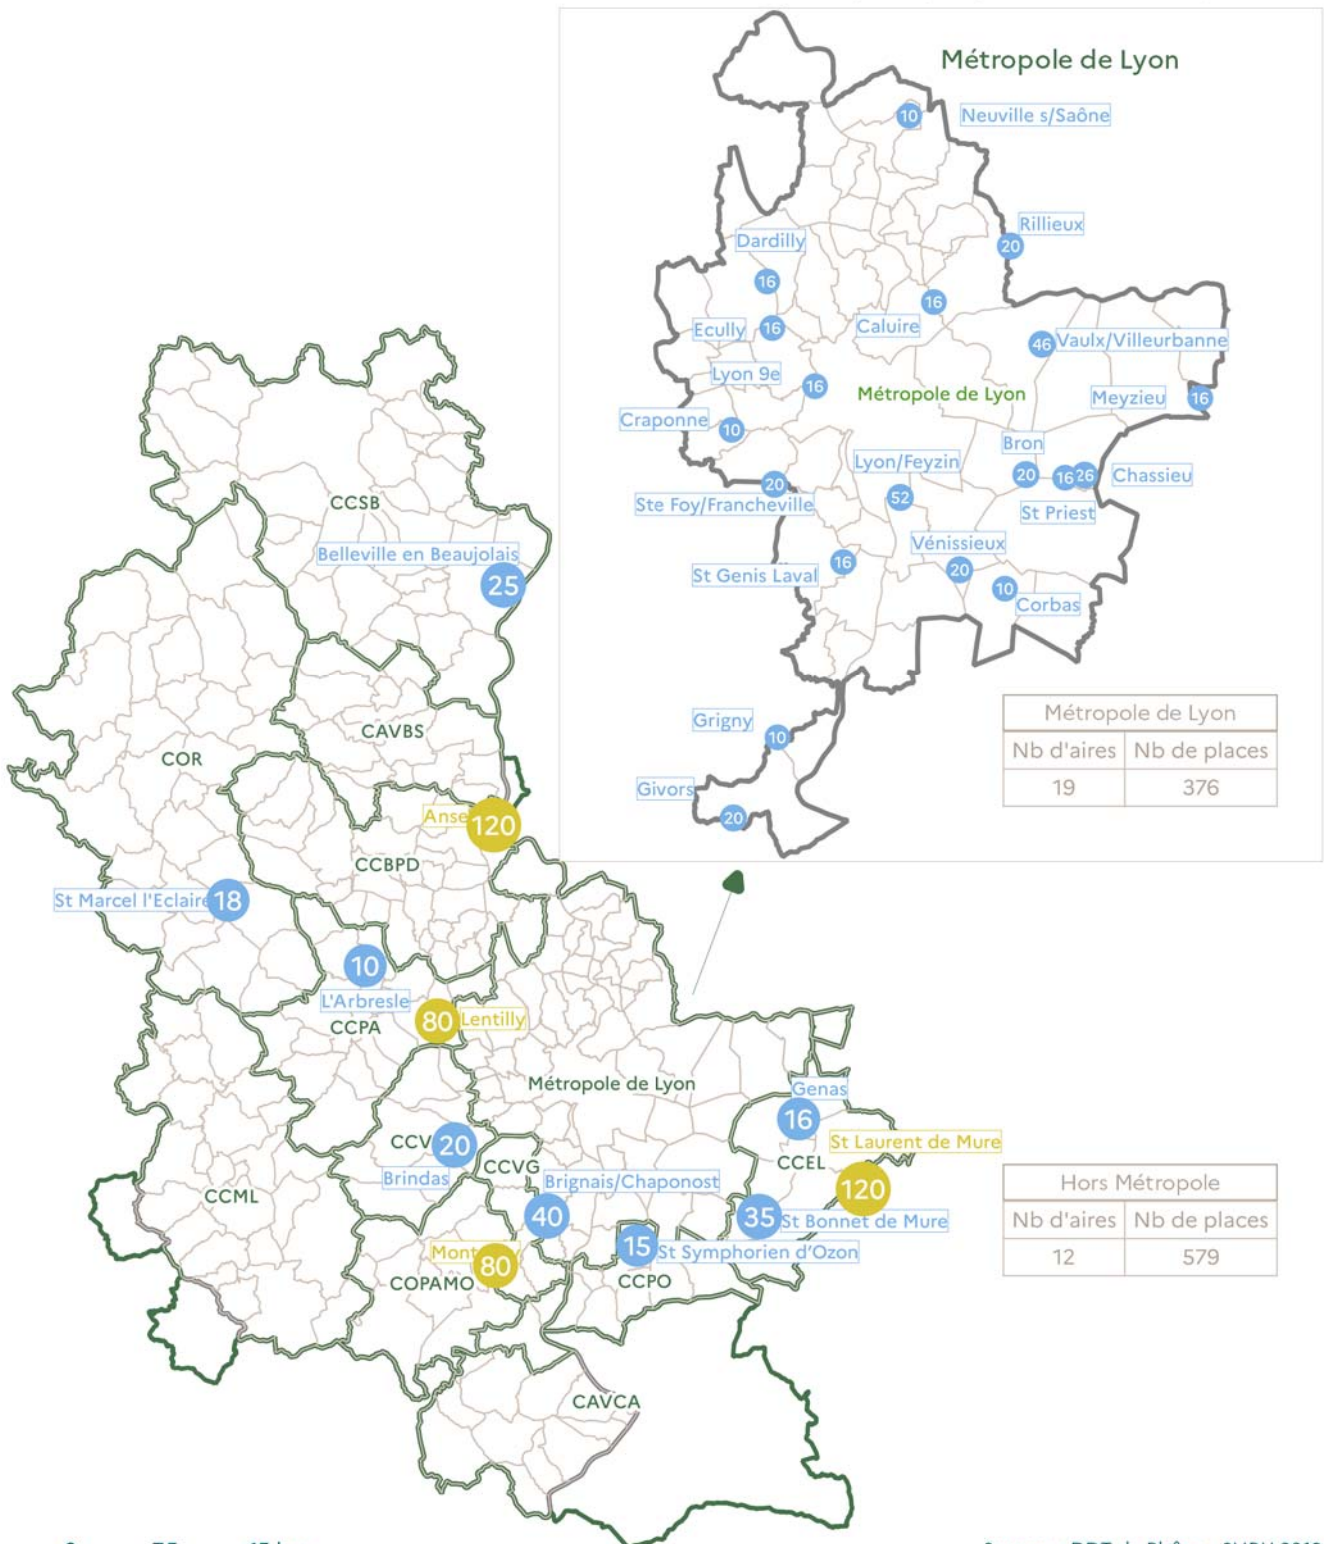 Métropole de Lyon
10
Neuville s/Saône
Rillieux
20
Dardilly
16
16
Caluire
Ecully
16
46
Vaulx/Villeurbanne
Lyon 9e
16
Métropole de Lyon
Meyzieu
16
Craponne
10
Bron
20
16
26
Chassieu
St Priest
Lyon/Feyzin
52
20
Ste Foy/Francheville
Vénissieux
20
St Genis Laval
16
10
Corbas
Grigny
10
Givors
20
Métropole de Lyon
Nb d'aires
Nb de places
19
376
CCSB
Belleville en Beaujolais
25
CAVBS
COR
Anse
120
CCBPD
St Marcel l'Eclaire
18
10
L'Arbresle
CCPA
80
Lentilly
Métropole de Lyon
Genas
16
St Laurent de Mure
CCEL
120
CCV
20
Brindas
CCVG
Brignais/Chaponost
40
35
St Bonnet de Mure
CCML
15
St Symphorien d'Ozon
80
COPAMO
CCPO
CAVCA
Hors Métropole
Nb d'aires
Nb de places
12
579